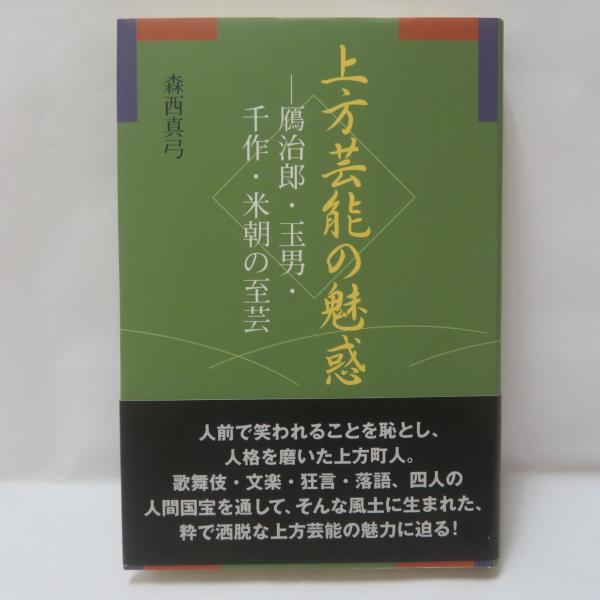 上方芸能の魅惑
―鴈治郎・玉男・
千作・米朝の至芸
森西真弓
人前で笑われることを恥とし、
人格を磨いた上方町人。
歌舞伎・文楽・狂言・落語、四人の
人間国宝を通して、そんな風土に生まれた、
粋で洒脱な上方芸能の魅力に迫る!